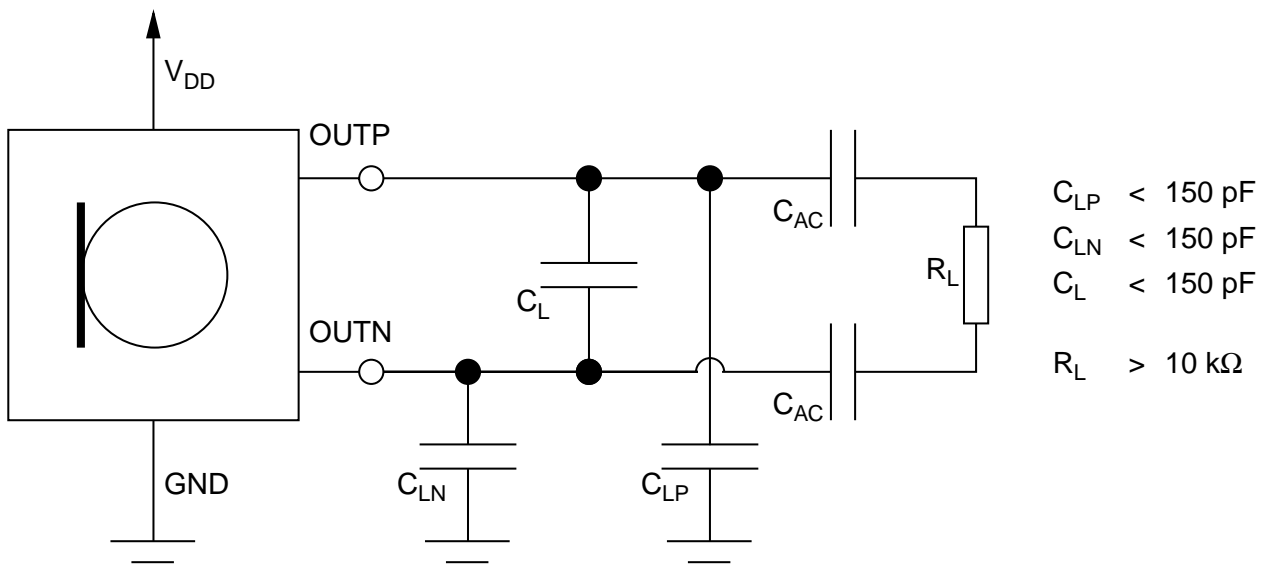 V_DD
OUTP
OUTN
GND
C_L
C_LN
C_LP
C_AC
C_AC
R_L
C_LP < 150 pF
C_LN < 150 pF
C_L < 150 pF
R_L > 10 kΩ